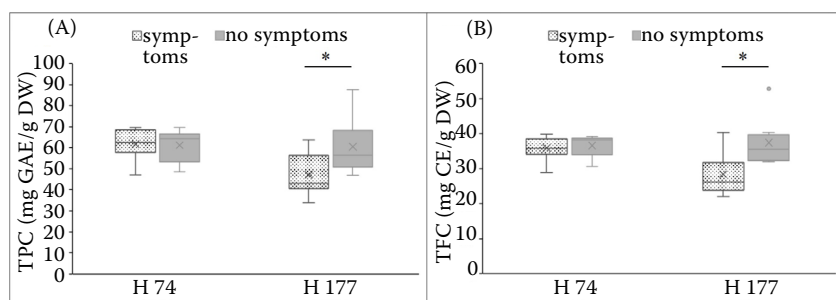 (A)
symp-
toms
no symptoms
*
TPC (mg GAE/g DW)
100
90
80
70
60
50
40
30
20
10
0
H 74
H 177
(B)
symp-
toms
no symptoms
*
TFC (mg CE/g DW)
60
50
40
30
20
10
0
H 74
H 177